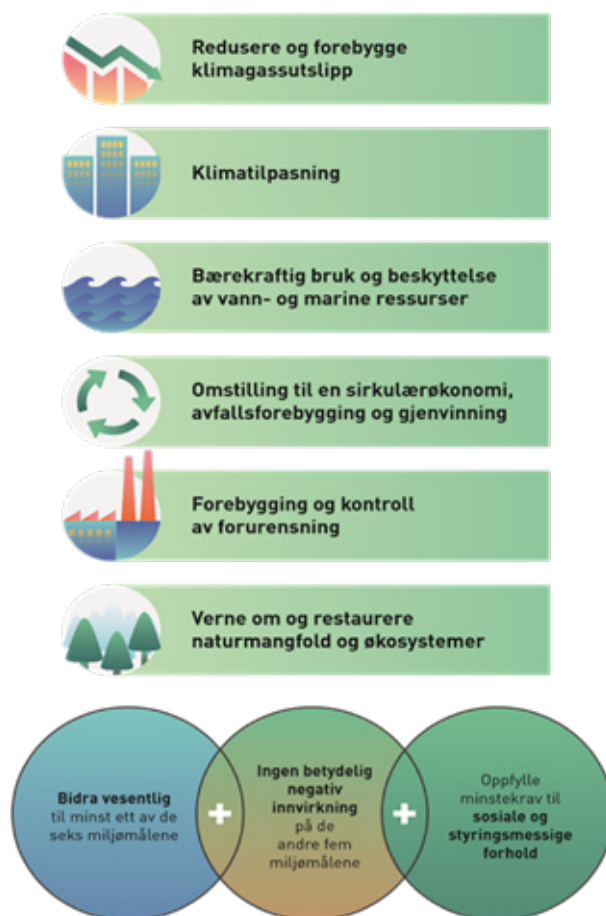 Redusere og forebygge
klimagassutslipp
Klimatilpasning
Bærekraftig bruk og beskyttelse
av vann- og marine ressurser
Omstilling til en sirkulærøkonomi,
avfallsforebygging og gjenvinning
Forebygging og kontroll
av forurensning
Verne om og restaurere
naturmangfold og økosystemer
Bidra vesentlig
til minst ett av de
seks miljømålene
+
Ingen betydelig
negativ
innvirkning
på de
andre fem
miljømålene
+
Oppfylle
minstekrav til
sosiale og
styringsmessige
forhold